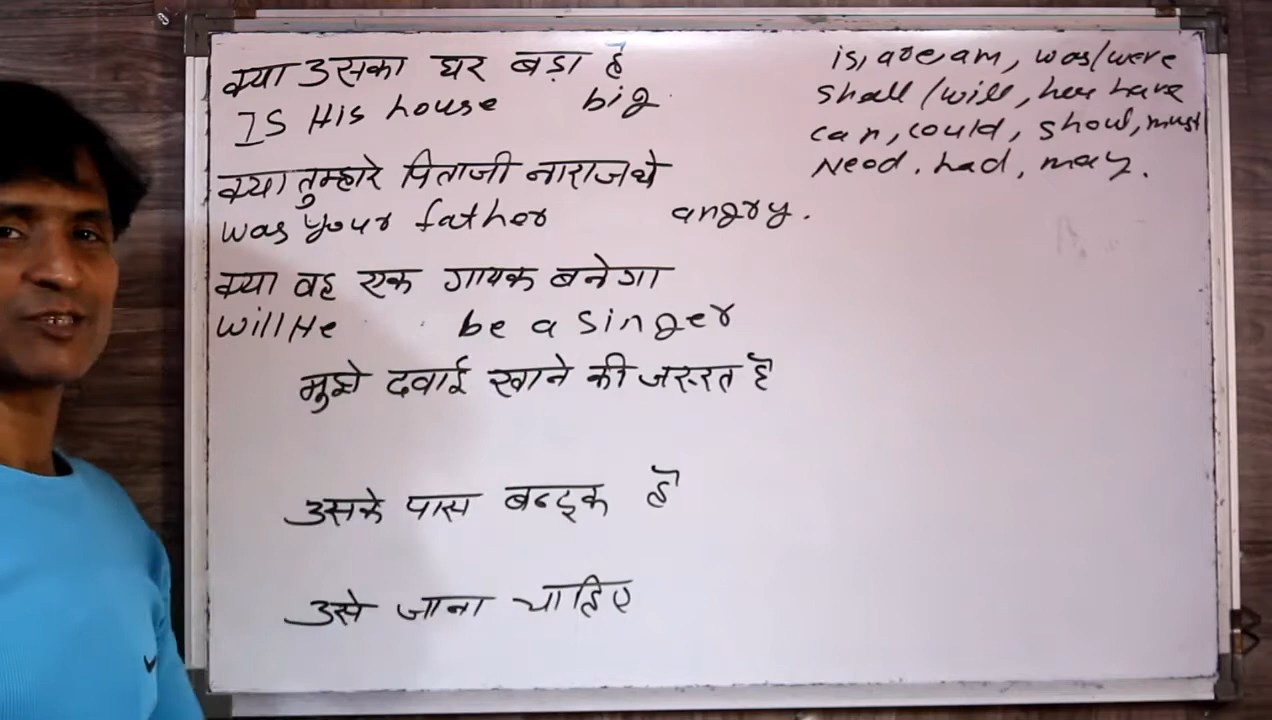 क्या उसका घर बड़ा है
Is His house big
क्या तुम्हारे पिताजी नाराज थे
was your father angry.
क्या वह एक गायक बनेगा
will He be a singer
मुझे दवाई खाने की जरूरत है
उसके पास बन्दूक है
उसे जाना चाहिए
is, are, am, was/were
shall / will, have
can, could, must
Need, had, may.